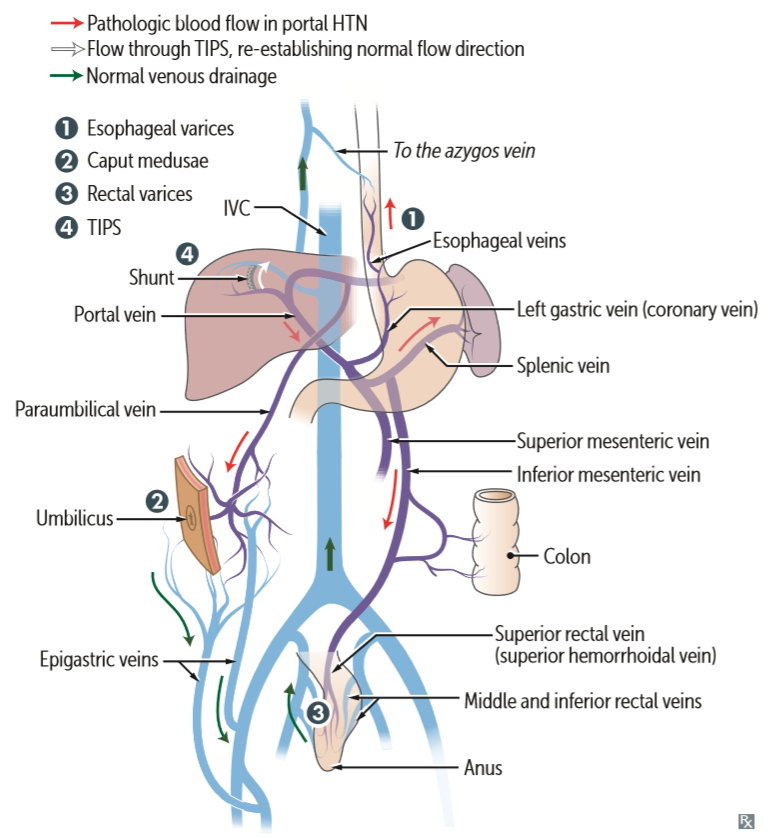 Pathologic blood flow in portal HTN
Flow through TIPS, re-establishing normal flow direction
Normal venous drainage
1 Esophageal varices
2 Caput medusae
3 Rectal varices
4 TIPS
To the azygos vein
IVC
1
Esophageal veins
4
Shunt
Portal vein
Left gastric vein (coronary vein)
Splenic vein
Paraumbilical vein
Superior mesenteric vein
Inferior mesenteric vein
2
Umbilicus
Colon
Superior rectal vein
(superior hemorrhoidal vein)
Epigastric veins
Middle and inferior rectal veins
3
Anus
Rx